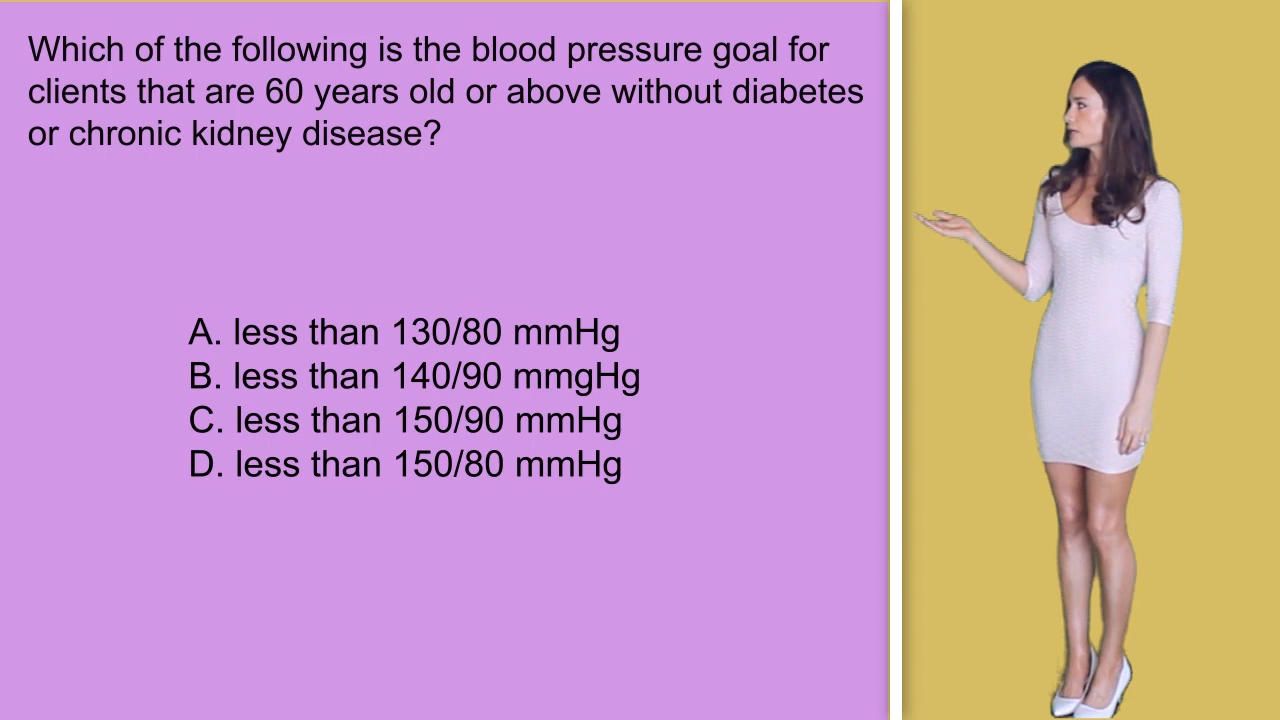 Which of the following is the blood pressure goal for
clients that are 60 years old or above without diabetes
or chronic kidney disease?
A. less than 130/80 mmHg
B. less than 140/90 mmgHg
C. less than 150/90 mmHg
D. less than 150/80 mmHg